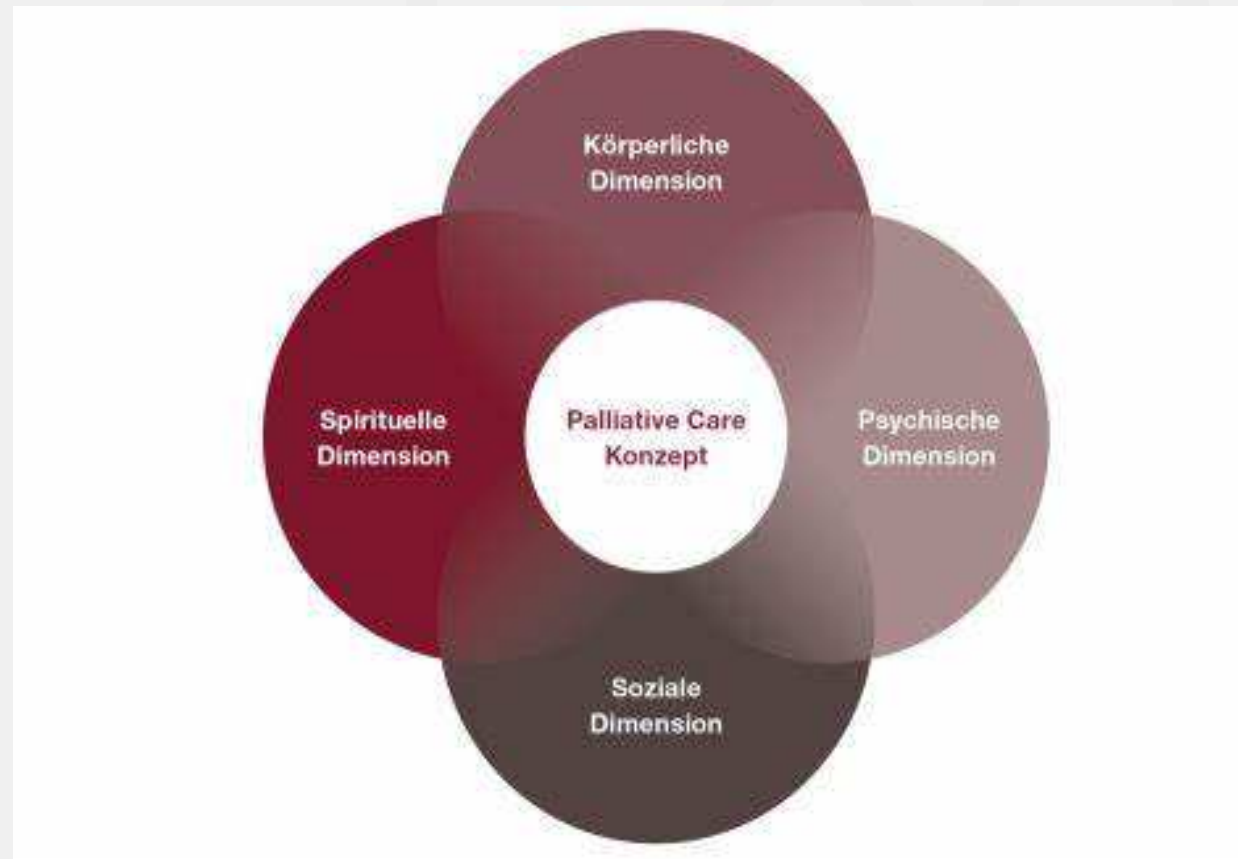 Körperliche
Dimension
Spirituelle
Dimension
Palliative Care
Konzept
Psychische
Dimension
Soziale
Dimension